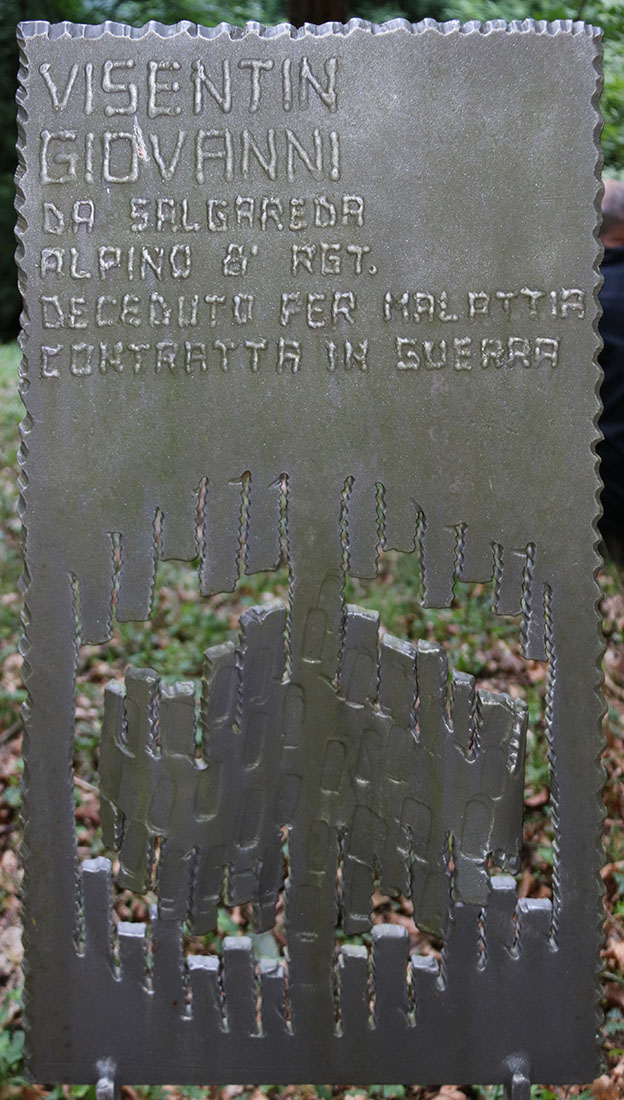 VISENTIN
GIOVANNI
DA SALGAREDA
ALPINO 8° RGT.
DECEDUTO PER MALATTIA
CONTRATTA IN GUERRA